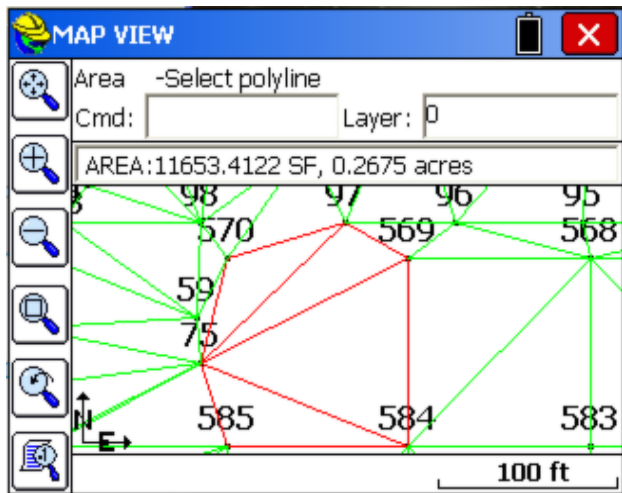 MAP VIEW
Area -Select polyline
Cmd: Layer: 0
AREA:11653.4122 SF, 0.2675 acres
98 97 96 95
570 569 568
59
75
585 584 583
N
E
100 ft